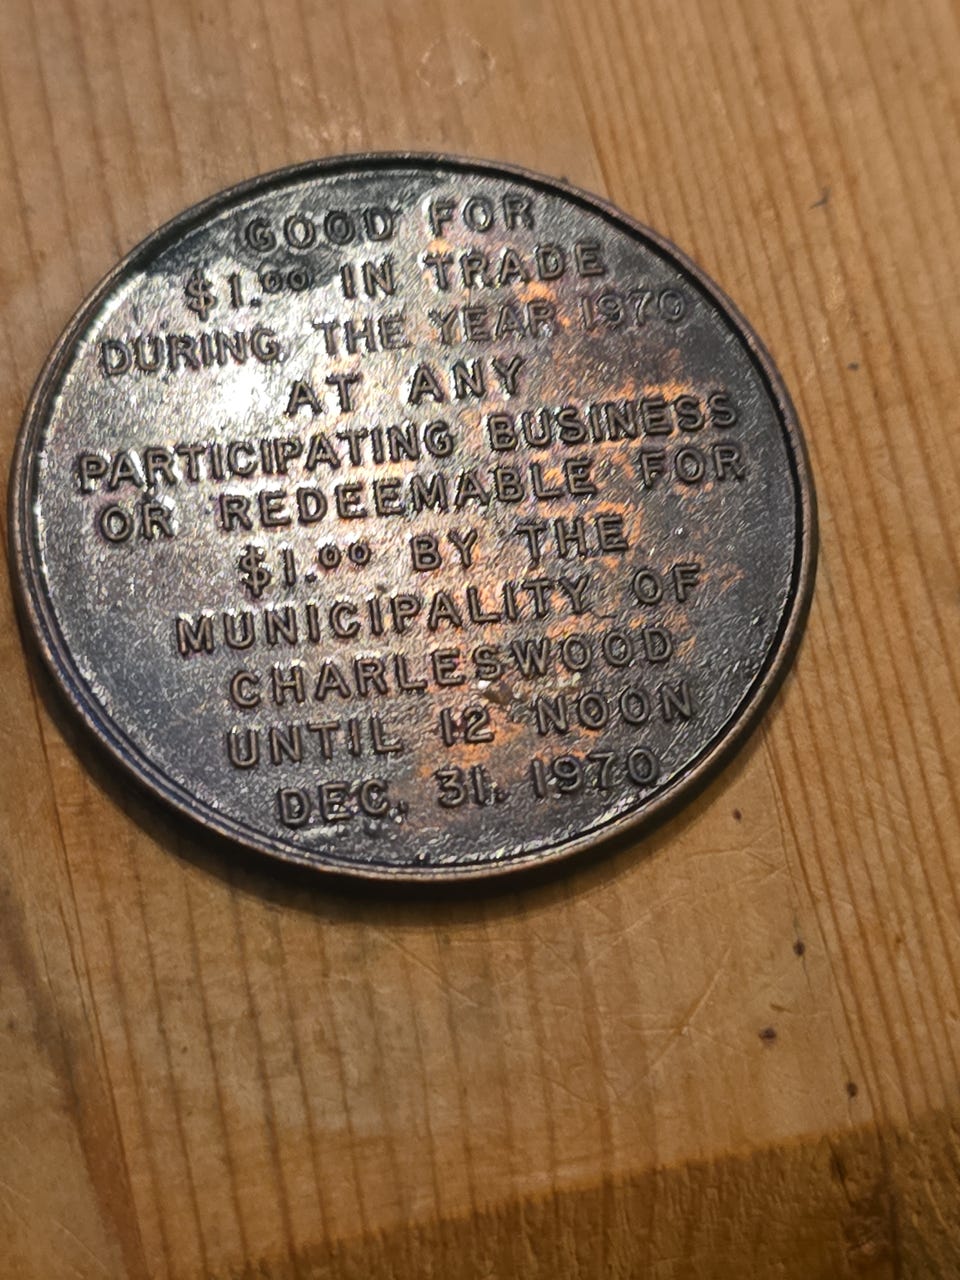 GOOD FOR
$1.00 IN TRADE
DURING THE YEAR 1970
AT ANY
PARTICIPATING BUSINESS
OR REDEEMABLE FOR
$1.00 BY THE
MUNICIPALITY OF
CHARLESWOOD
UNTIL 12 NOON
DEC. 31. 1970